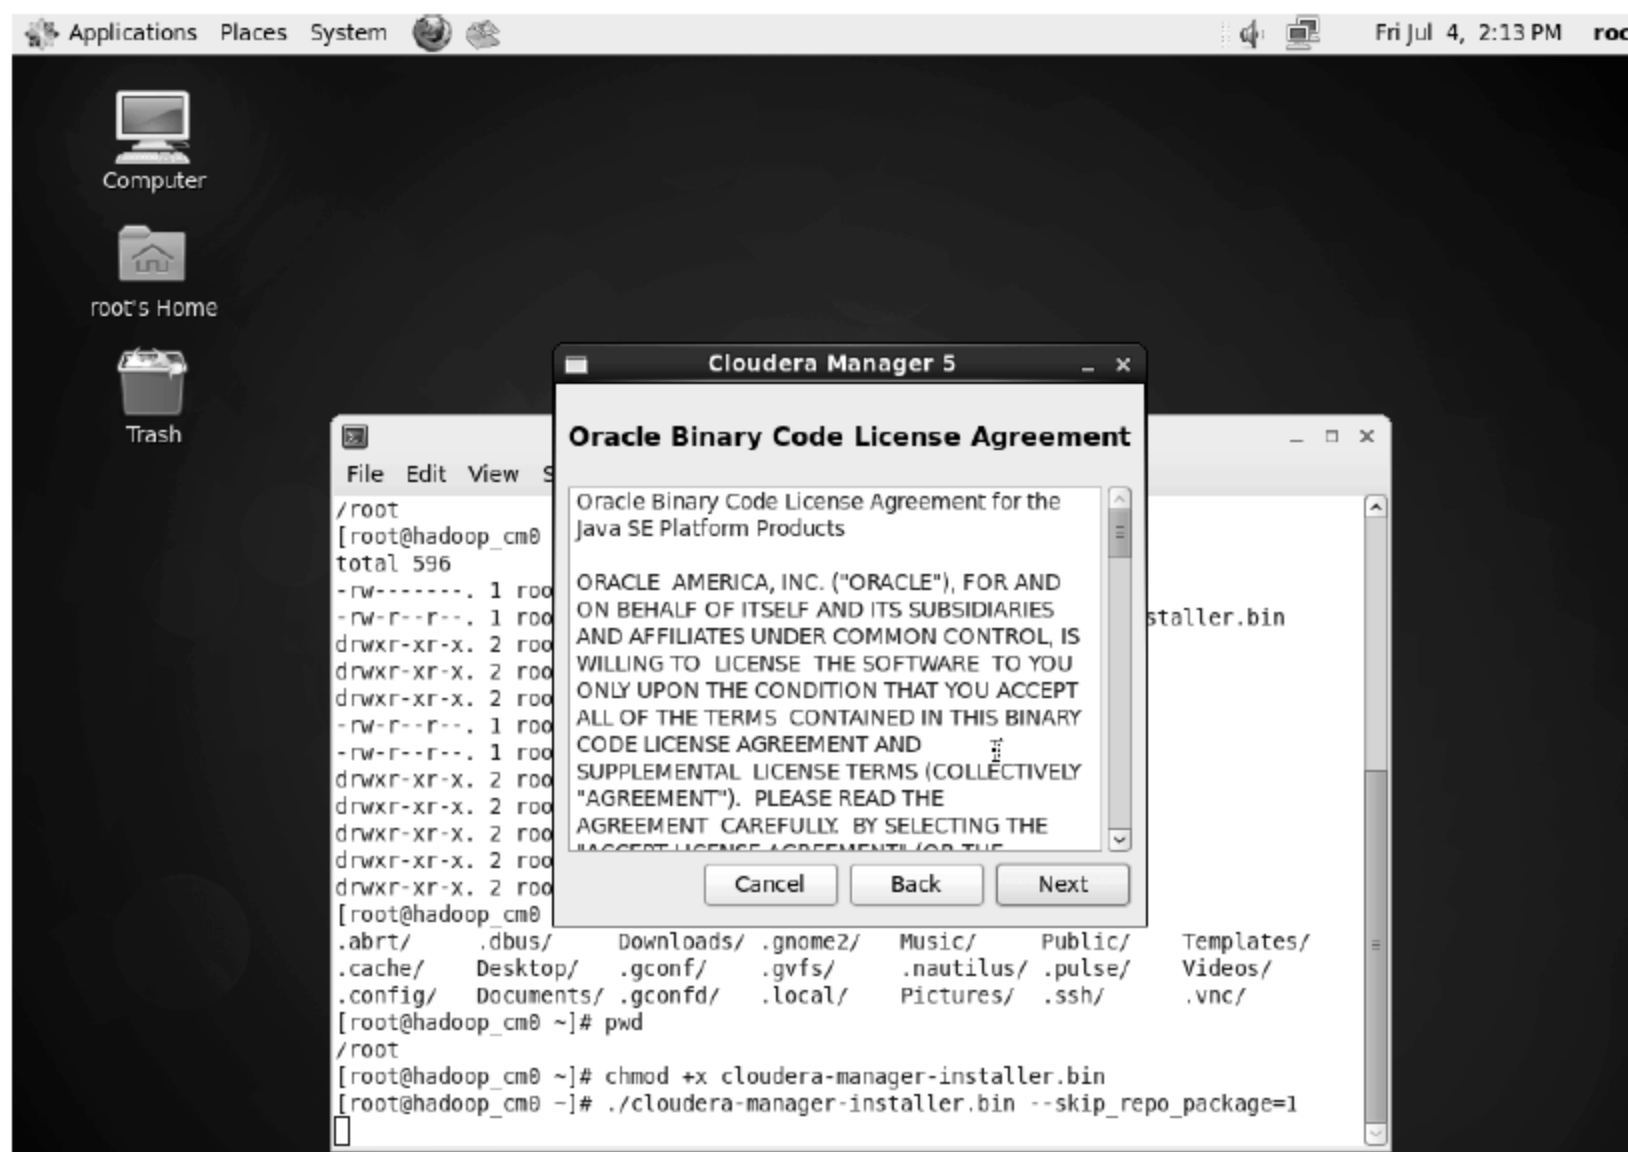 Applications Places System Fri Jul 4, 2:13 PM roo
Computer
root's Home
Trash
Cloudera Manager 5
Oracle Binary Code License Agreement
Oracle Binary Code License Agreement for the
Java SE Platform Products
ORACLE AMERICA, INC. ("ORACLE"), FOR AND
ON BEHALF OF ITSELF AND ITS SUBSIDIARIES
AND AFFILIATES UNDER COMMON CONTROL, IS
WILLING TO LICENSE THE SOFTWARE TO YOU
ONLY UPON THE CONDITION THAT YOU ACCEPT
ALL OF THE TERMS CONTAINED IN THIS BINARY
CODE LICENSE AGREEMENT AND
SUPPLEMENTAL LICENSE TERMS (COLLECTIVELY
"AGREEMENT"). PLEASE READ THE
AGREEMENT CAREFULLY. BY SELECTING THE
"ACCEPT LICENSE AGREEMENT" (OR THE
Cancel Back Next
File Edit View S
/root
[root@hadoop_cm0
total 596
-rw-------. 1 roo
-rw-r--r--. 1 roo staller.bin
drwxr-xr-x. 2 roo
drwxr-xr-x. 2 roo
drwxr-xr-x. 2 roo
-rw-r--r--. 1 roo
-rw-r--r--. 1 roo
drwxr-xr-x. 2 roo
drwxr-xr-x. 2 roo
drwxr-xr-x. 2 roo
drwxr-xr-x. 2 roo
drwxr-xr-x. 2 roo
[root@hadoop_cm0
.abrt/ .dbus/ Downloads/ .gnome2/ Music/ Public/ Templates/
.cache/ Desktop/ .gconf/ .gvfs/ .nautilus/ .pulse/ Videos/
.config/ Documents/ .gconfd/ .local/ Pictures/ .ssh/ .vnc/
[root@hadoop_cm0 ~]# pwd
/root
[root@hadoop_cm0 ~]# chmod +x cloudera-manager-installer.bin
[root@hadoop_cm0 ~]# ./cloudera-manager-installer.bin --skip_repo_package=1